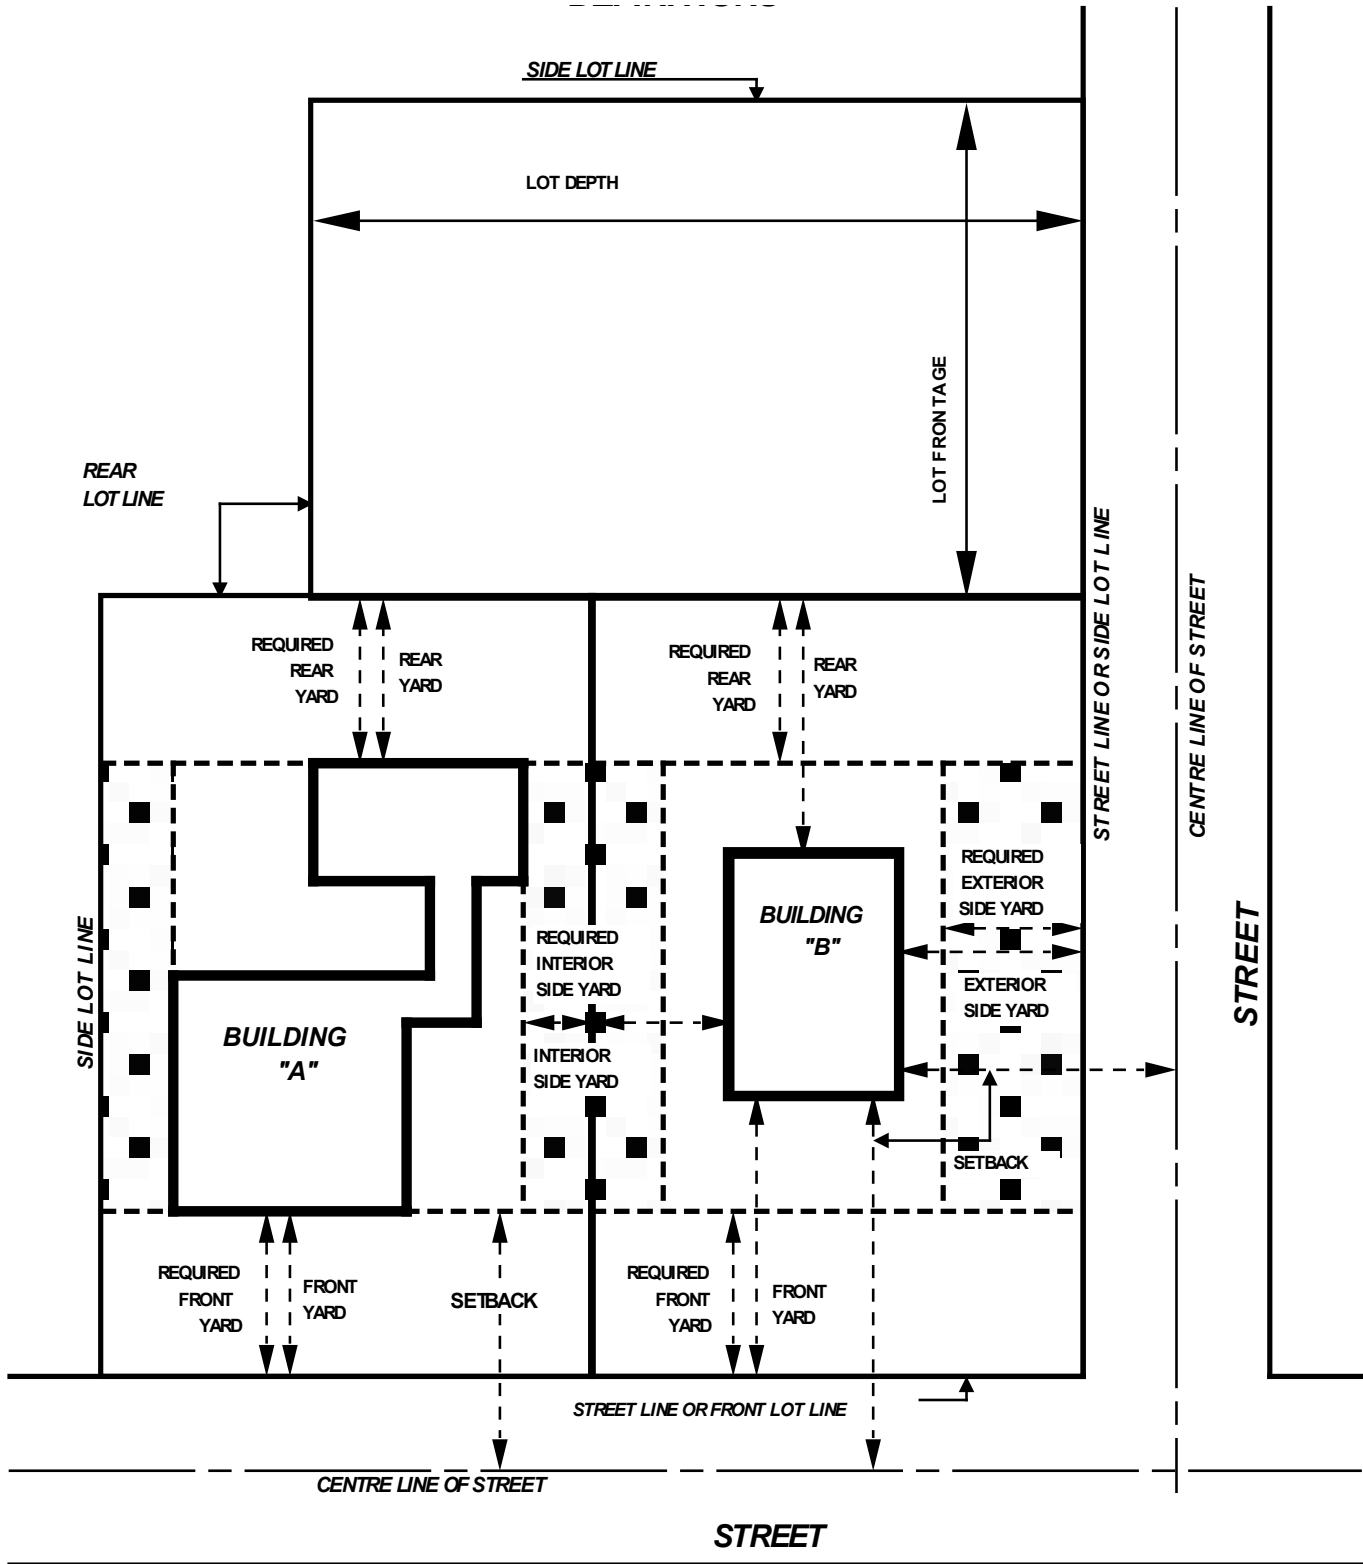 SIDE LOT LINE
LOT DEPTH
LOT FRONTAGE
REAR
LOT LINE
STREET LINE OR SIDE LOT LINE
CENTRE LINE OF STREET
REQUIRED
REAR
YARD
REAR
YARD
REQUIRED
REAR
YARD
REAR
YARD
SIDE LOT LINE
BUILDING
"A"
REQUIRED
INTERIOR
SIDE YARD
INTERIOR
SIDE YARD
BUILDING
"B"
REQUIRED
EXTERIOR
SIDE YARD
EXTERIOR
SIDE YARD
SETBACK
STREET
REQUIRED
FRONT
YARD
FRONT
YARD
SETBACK
REQUIRED
FRONT
YARD
FRONT
YARD
STREET LINE OR FRONT LOT LINE
CENTRE LINE OF STREET
STREET